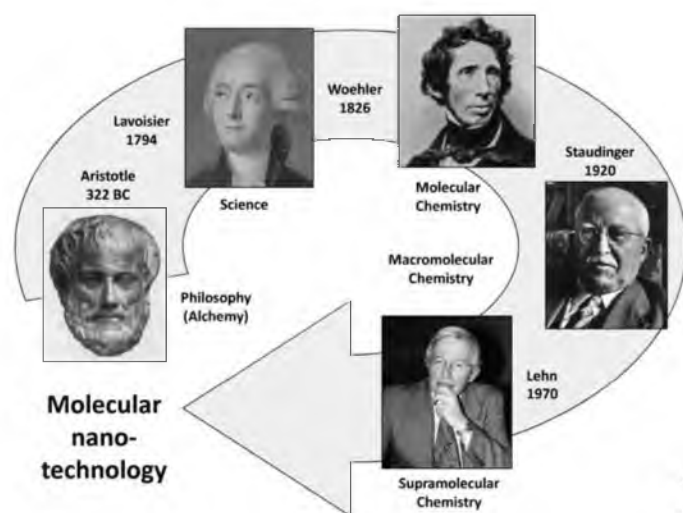 Aristotle
322 BC
Philosophy
(Alchemy)
Lavoisier
1794
Science
Woehler
1826
Molecular
Chemistry
Staudinger
1920
Macromolecular
Chemistry
Lehn
1970
Supramolecular
Chemistry
Molecular
nano-
technology